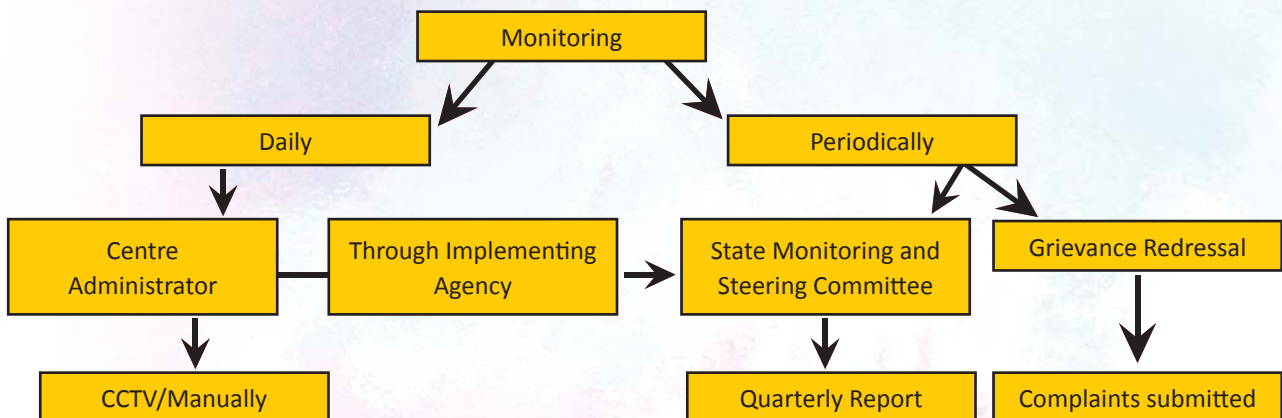 Monitoring
Daily
Periodically
Centre
Administrator
Through Implementing
Agency
State Monitoring and
Steering Committee
Grievance Redressal
CCTV/Manually
Quarterly Report
Complaints submitted